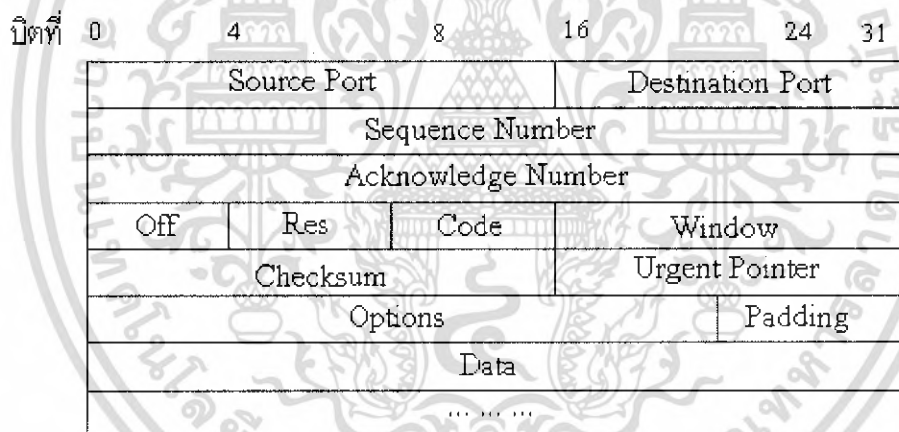 บิตที่ 0 4 8 16 24 31
Source Port Destination Port
Sequence Number
Acknowledge Number
Off Res Code Window
Checksum Urgent Pointer
Options Padding
Data
... ... ...